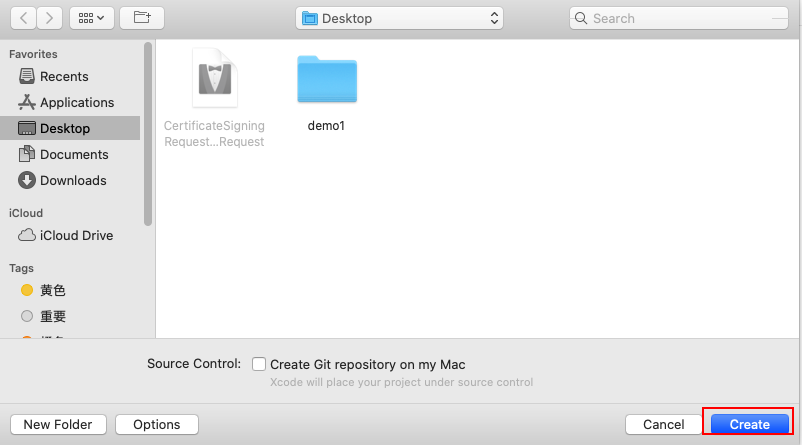 Desktop
Search
Favorites
Recents
Applications
Desktop
Documents
Downloads
iCloud
iCloud Drive
Tags
黄色
重要
CertificateSigning
Request...Request
demo1
Source Control:
Create Git repository on my Mac
Xcode will place your project under source control
New Folder
Options
Cancel
Create